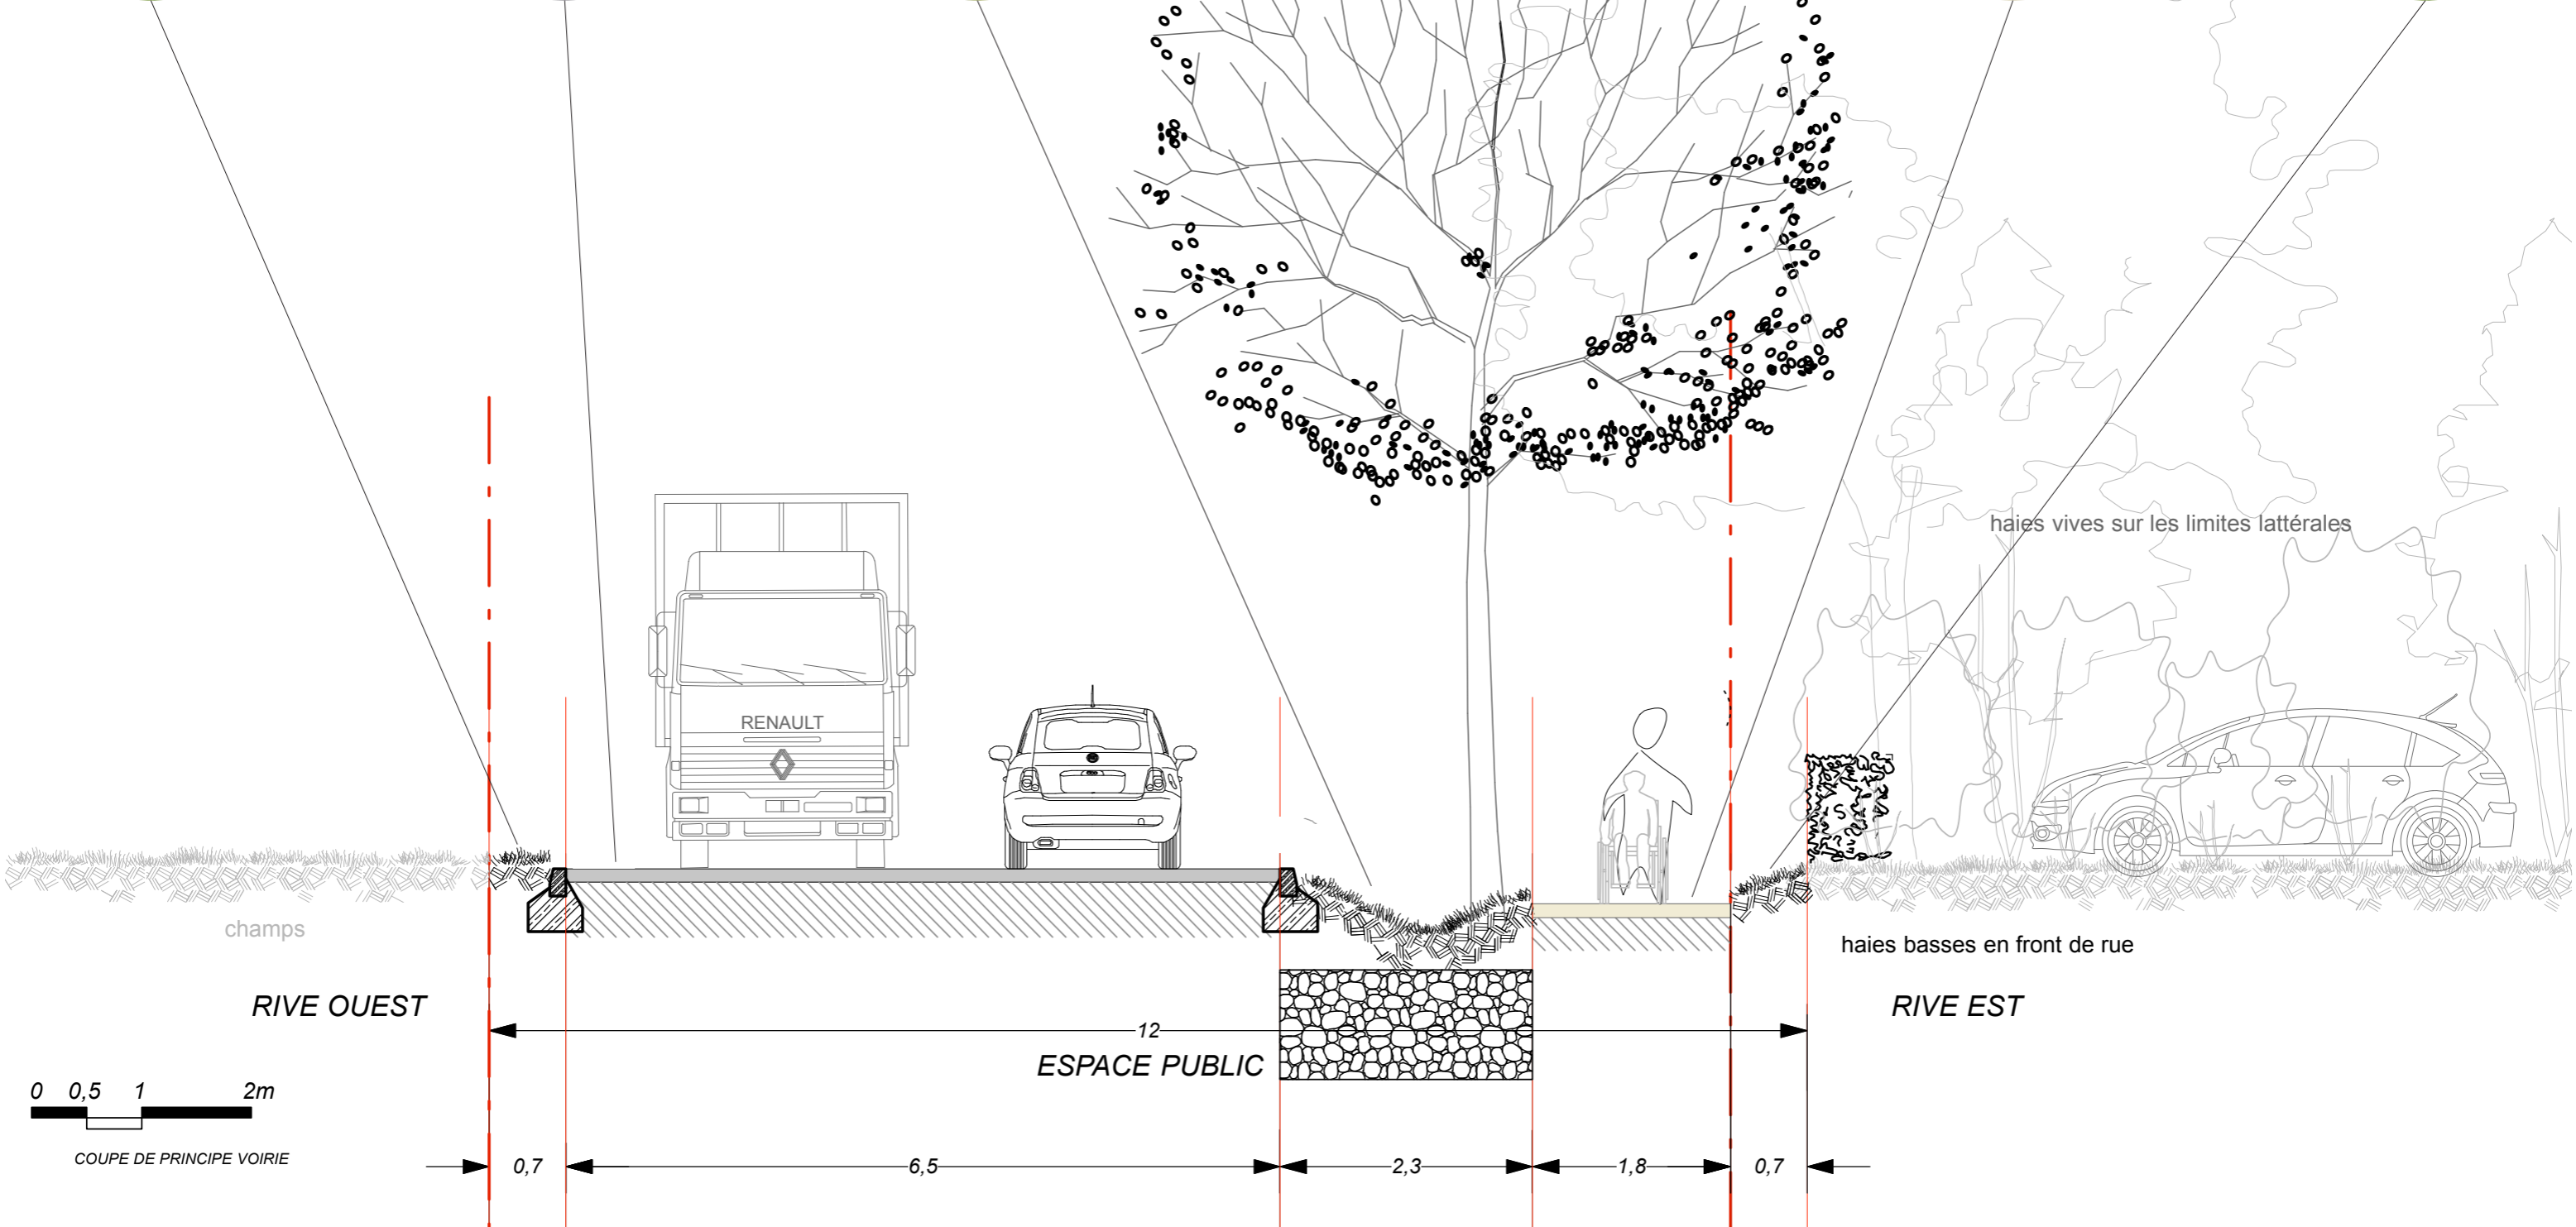 haies vives sur les limites lattérales
RENAULT
champs
haies basses en front de rue
RIVE OUEST
RIVE EST
12
ESPACE PUBLIC
0 0,5 1 2m
COUPE DE PRINCIPE VOIRIE
0,7 6,5 2,3 1,8 0,7